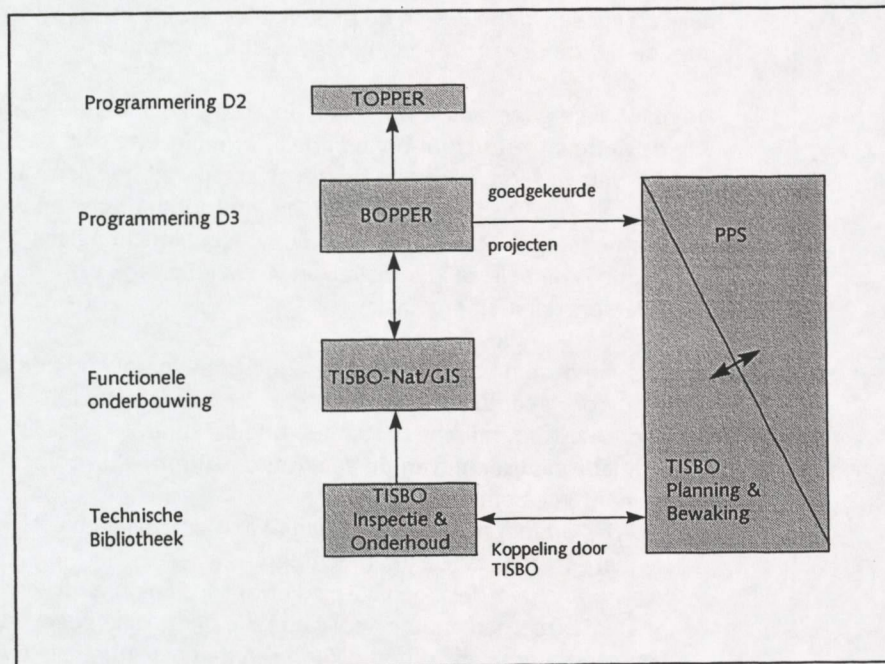 Programmering D2
TOPPER
Programmering D3
BOPPER
goedgekeurde
projecten
PPS
Functionele
onderbouwing
TISBO-Nat/GIS
Technische
Bibliotheek
TISBO
Inspectie &
Onderhoud
Koppeling door
TISBO
TISBO
Planning &
Bewaking